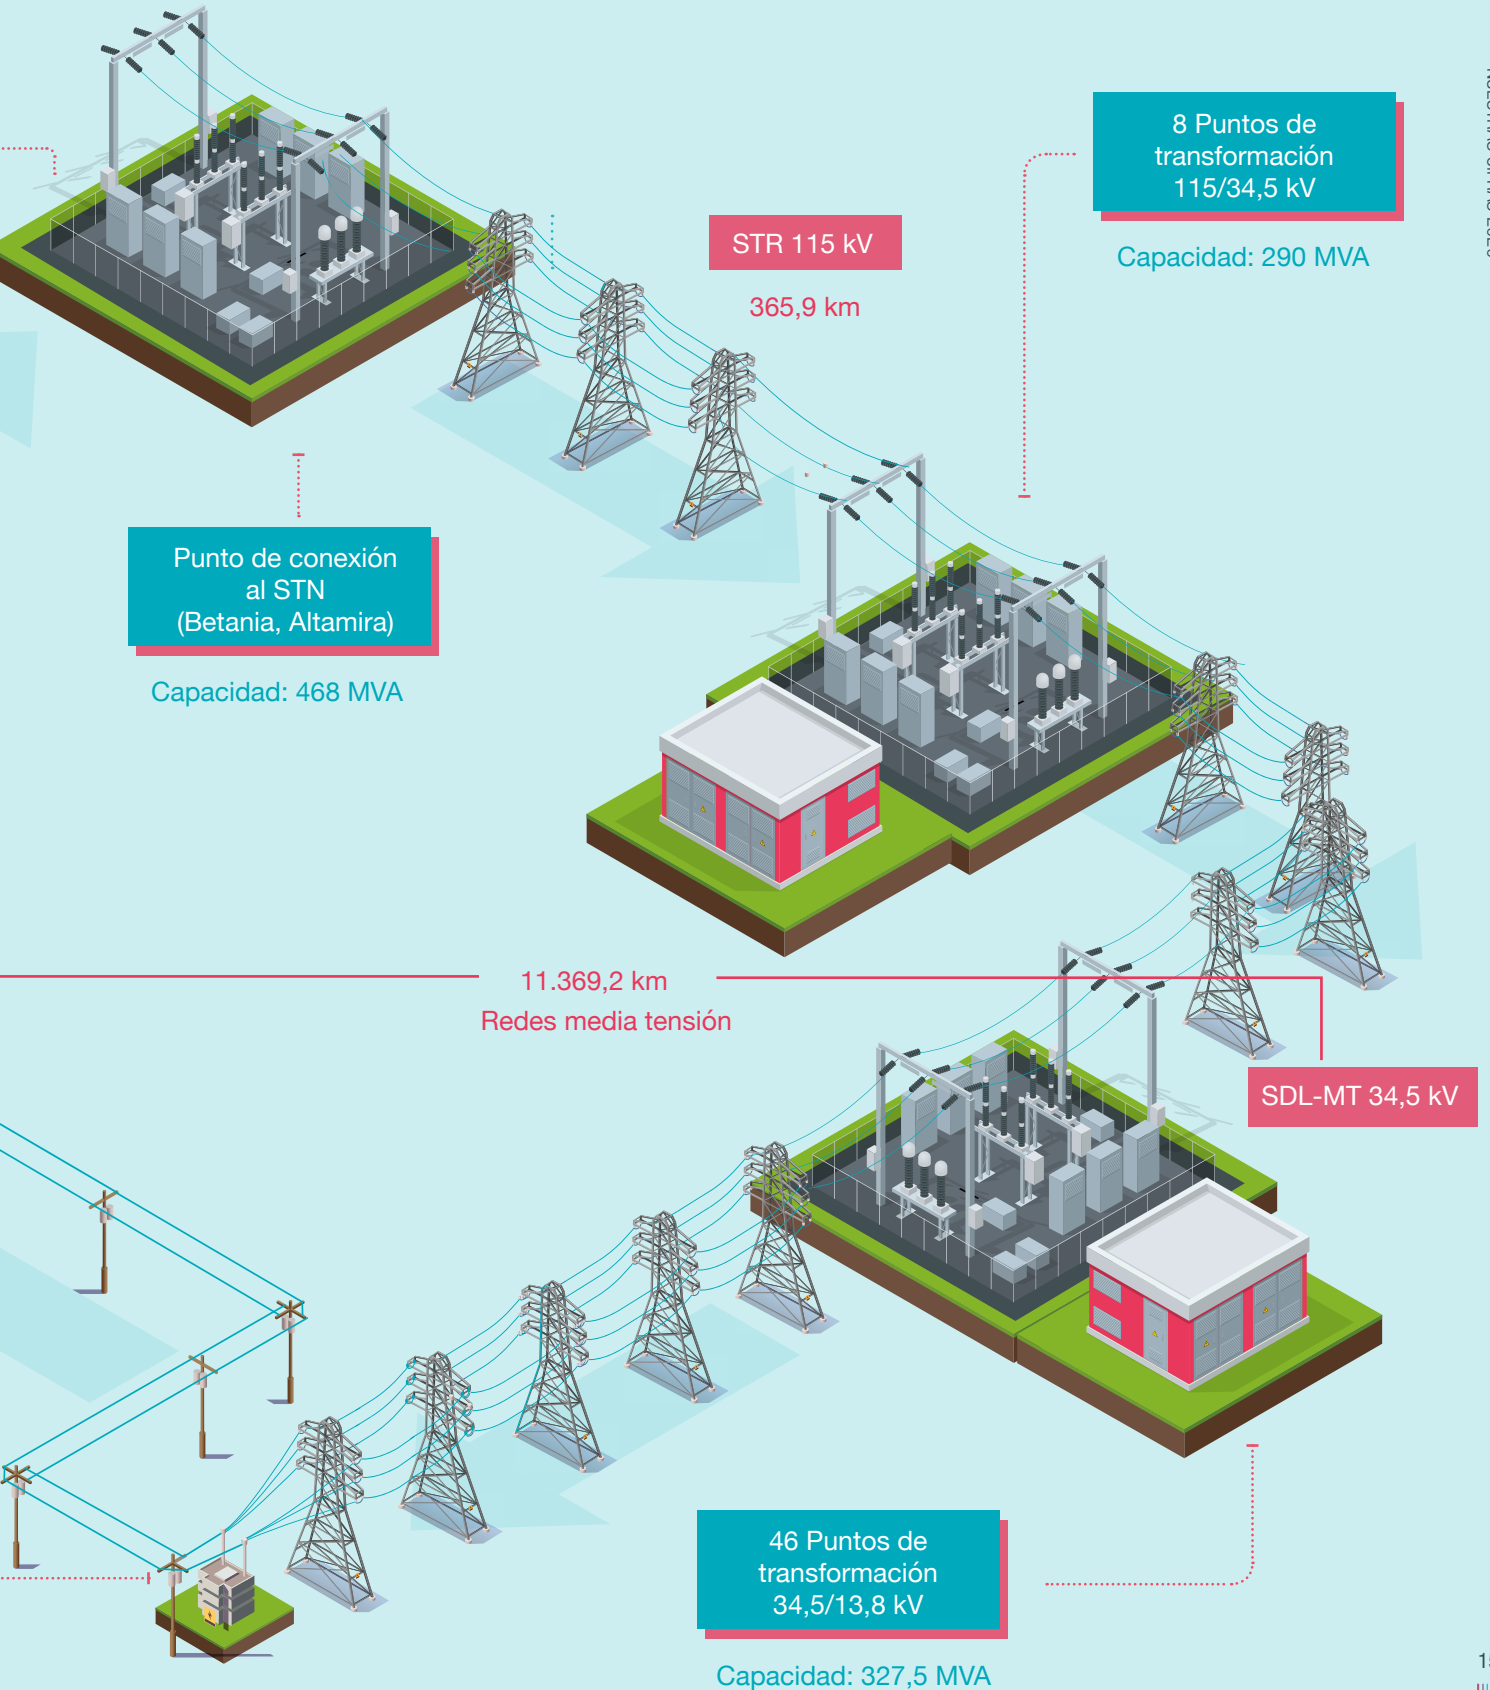 8 Puntos de
transformación
115/34,5 kV
Capacidad: 290 MVA
STR 115 kV
365,9 km
Punto de conexión
al STN
(Betania, Altamira)
Capacidad: 468 MVA
11.369,2 km
Redes media tensión
SDL-MT 34,5 kV
46 Puntos de
transformación
34,5/13,8 kV
Capacidad: 327,5 MVA